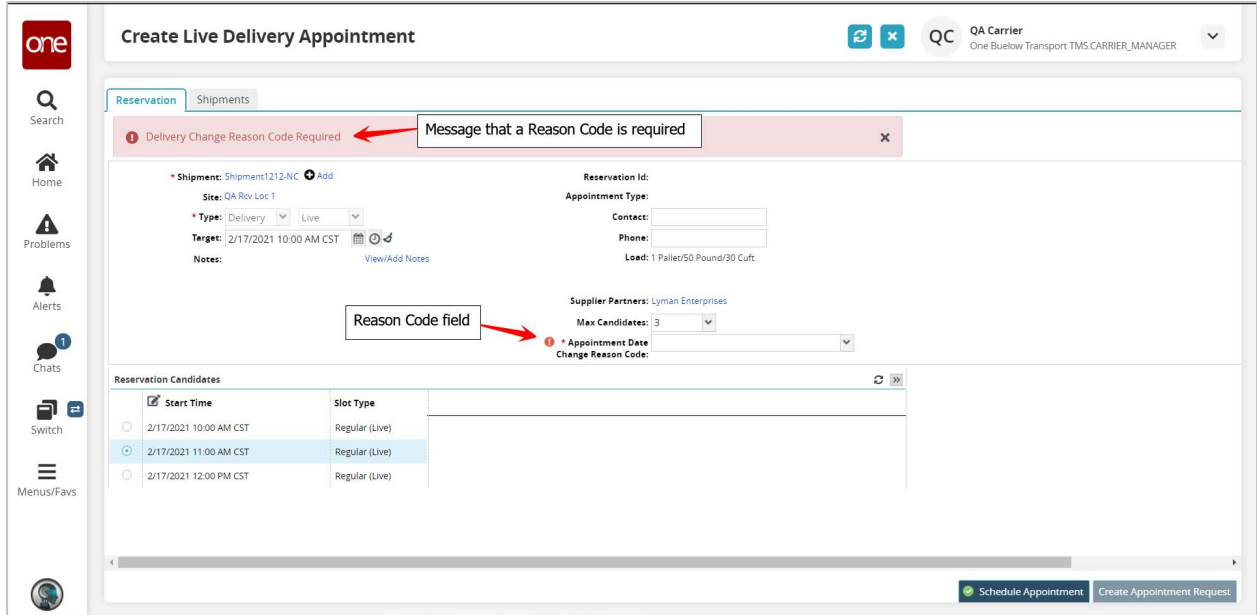 one
Search
Home
Problems
Alerts
1
Chats
Switch
Menus/Favs
Create Live Delivery Appointment
QC
QA Carrier
One Buelow Transport TMS.CARRIER_MANAGER
Reservation
Shipments
Delivery Change Reason Code Required
Message that a Reason Code is required
* Shipment: Shipment1212-NC Add
Site: QA Rcv Loc 1
* Type: Delivery Live
Target: 2/17/2021 10:00 AM CST
Notes: View/Add Notes
Reservation Id:
Appointment Type:
Contact:
Phone:
Load: 1 Pallet/50 Pound/30 Cuft
Supplier Partners: Lyman Enterprises
Max Candidates: 3
Reason Code field
* Appointment Date
Change Reason Code:
Reservation Candidates
Start Time Slot Type
2/17/2021 10:00 AM CST Regular (Live)
2/17/2021 11:00 AM CST Regular (Live)
2/17/2021 12:00 PM CST Regular (Live)
Schedule Appointment
Create Appointment Request